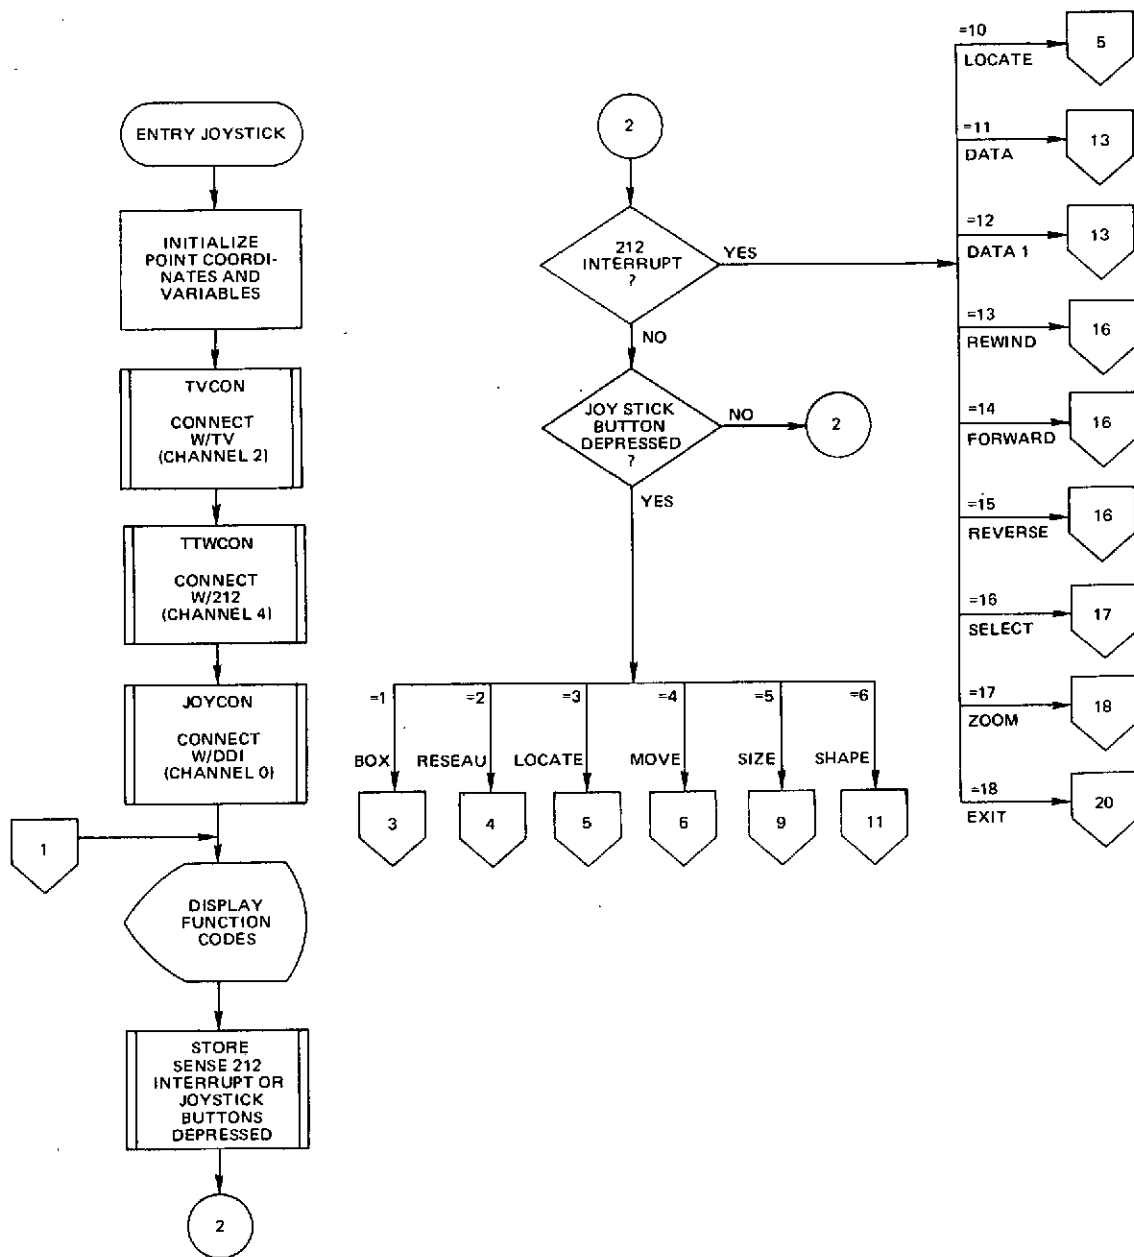 ENTRY JOYSTICK
INITIALIZE
POINT COORDI-
NATES AND
VARIABLES
TVCON
CONNECT
W/TV
(CHANNEL 2)
TTWCON
CONNECT
W/212
(CHANNEL 4)
JOYCON
CONNECT
W/DDI
(CHANNEL 0)
1
DISPLAY
FUNCTION
CODES
STORE
SENSE 212
INTERRUPT OR
JOYSTICK
BUTTONS
DEPRESSED
2
2
212
INTERRUPT
?
YES
NO
JOY STICK
BUTTON
DEPRESSED
?
NO
2
YES
=1
BOX
3
=2
RESEAU
4
=3
LOCATE
5
=4
MOVE
6
=5
SIZE
9
=6
SHAPE
11
=10
LOCATE
5
=11
DATA
13
=12
DATA 1
13
=13
REWIND
16
=14
FORWARD
16
=15
REVERSE
16
=16
SELECT
17
=17
ZOOM
18
=18
EXIT
20